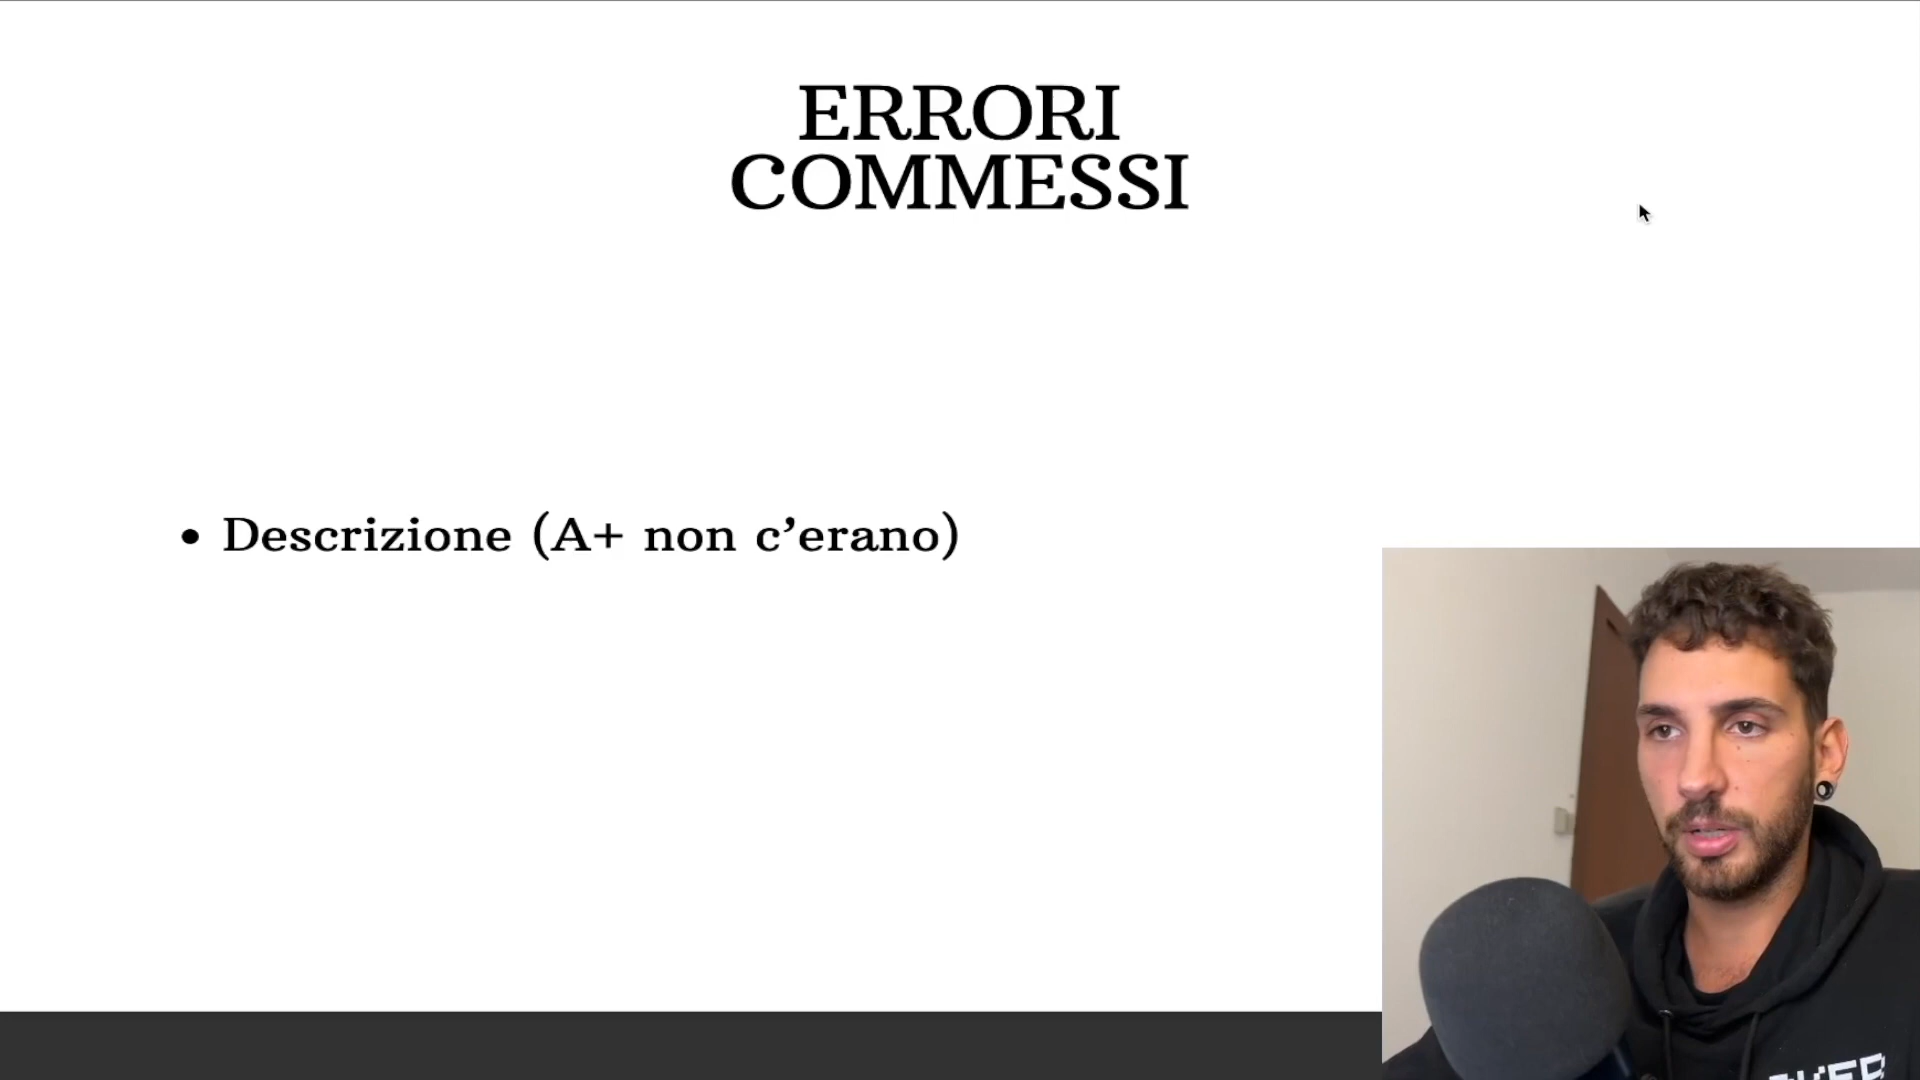 ERRORI
COMMESSI
• Descrizione (A+ non c’erano)